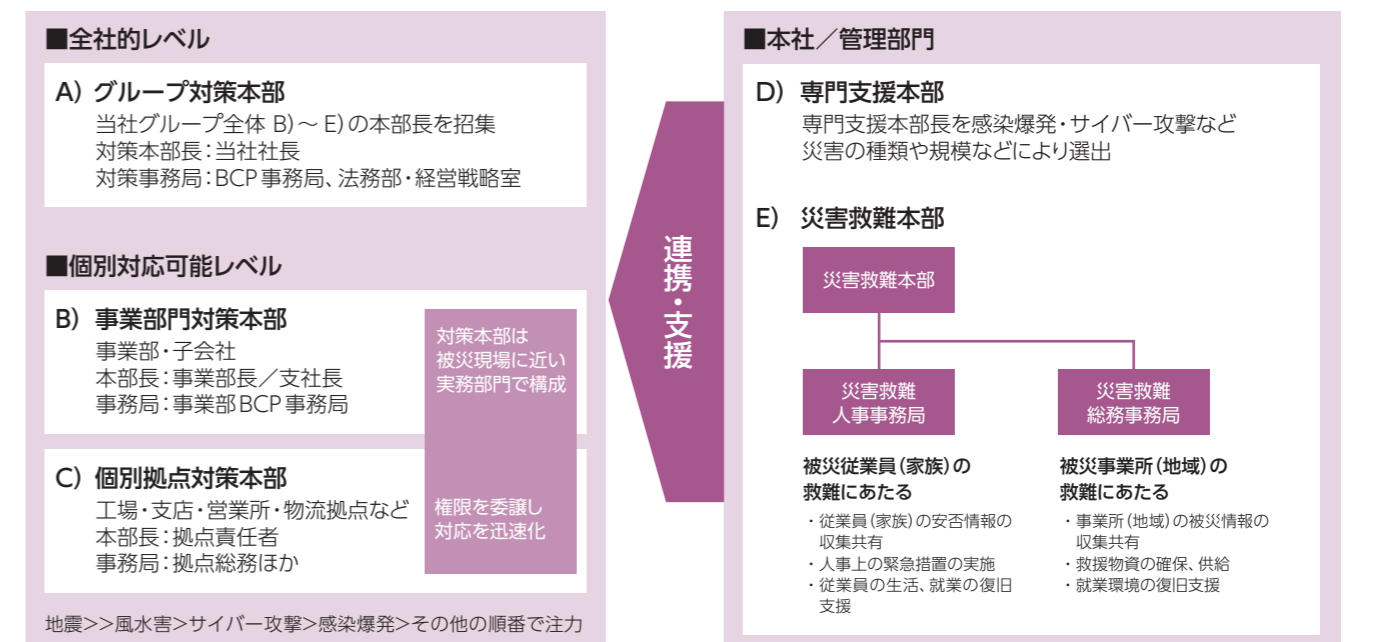 ■全社的レベル
A) グループ対策本部
当社グループ全体 B)～E)の本部長を招集
対策本部長：当社社長
対策事務局：BCP事務局、法務部・経営戦略室
■個別対応可能レベル
B) 事業部門対策本部
事業部・子会社
本部長：事業部長／支社長
事務局：事業部BCP事務局
対策本部は
被災現場に近い
実務部門で構成
C) 個別拠点対策本部
工場・支店・営業所・物流拠点など
本部長：拠点責任者
事務局：拠点総務ほか
権限を委譲し
対応を迅速化
地震>>風水害>サイバー攻撃>感染爆発>その他の順番で注力
連携・支援
■本社／管理部門
D) 専門支援本部
専門支援本部長を感染爆発・サイバー攻撃など
災害の種類や規模などにより選出
E) 災害救難本部
災害救難本部
災害救難
人事事務局
被災従業員(家族)の
救難にあたる
・従業員(家族)の安否情報の
収集共有
・人事上の緊急措置の実施
・従業員の生活、就業の復旧
支援
災害救難
総務事務局
被災事業所(地域)の
救難にあたる
・事業所(地域)の被災情報の
収集共有
・救援物資の確保、供給
・就業環境の復旧支援